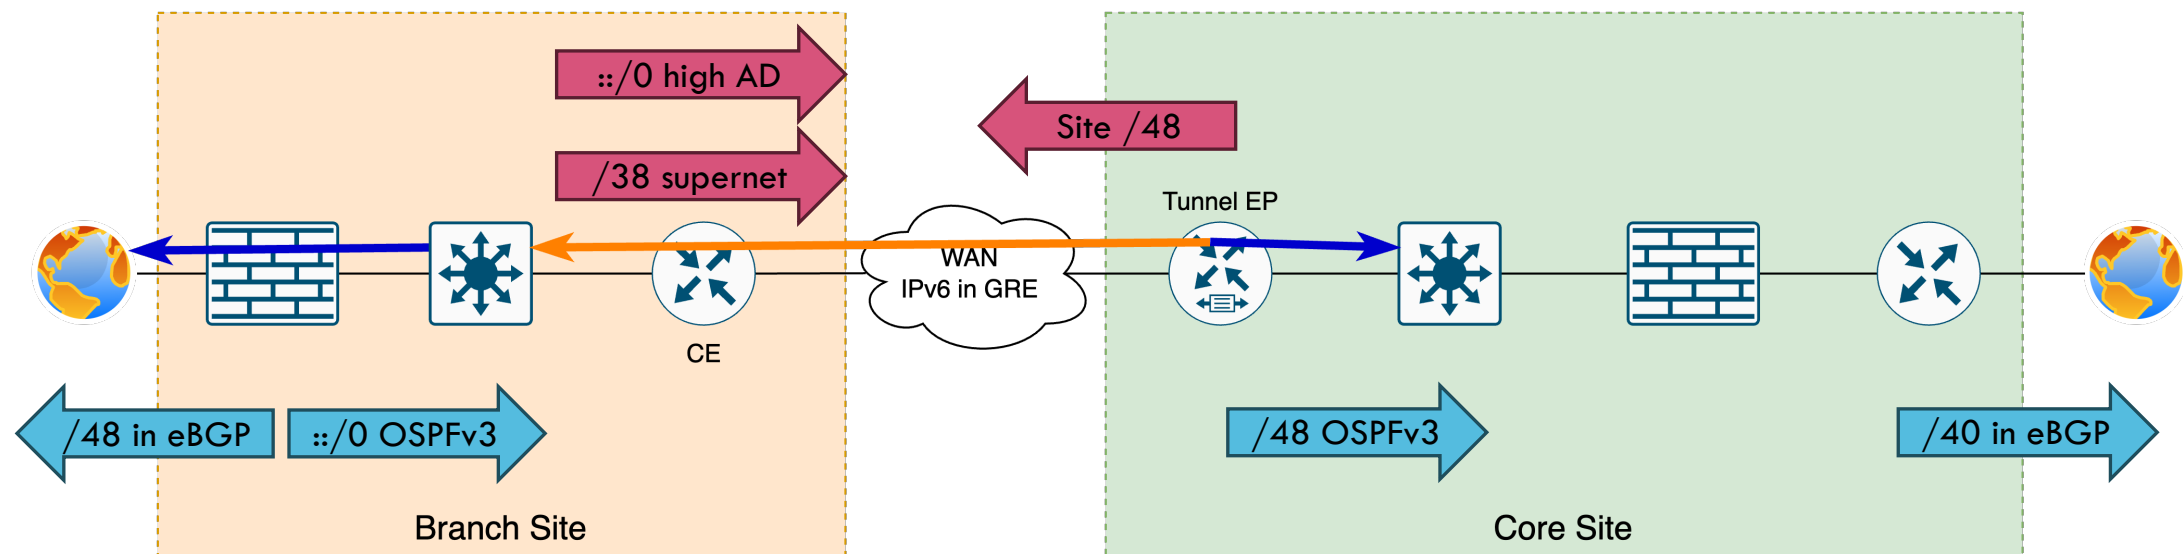 ::/0 high AD
Site /48
/38 supernet
Tunnel EP
WAN
IPv6 in GRE
CE
/48 in eBGP
::/0 OSPFv3
/48 OSPFv3
/40 in eBGP
Branch Site
Core Site